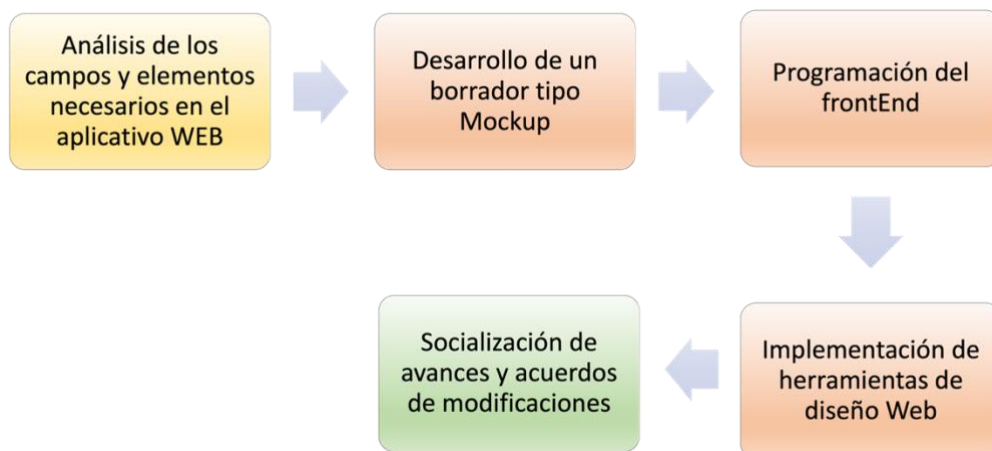 Análisis de los
campos y elementos
necesarios en el
aplicativo WEB
Desarrollo de un
borrador tipo
Mockup
Programación del
frontEnd
Implementación de
herramientas de
diseño Web
Socialización de
avances y acuerdos
de modificaciones